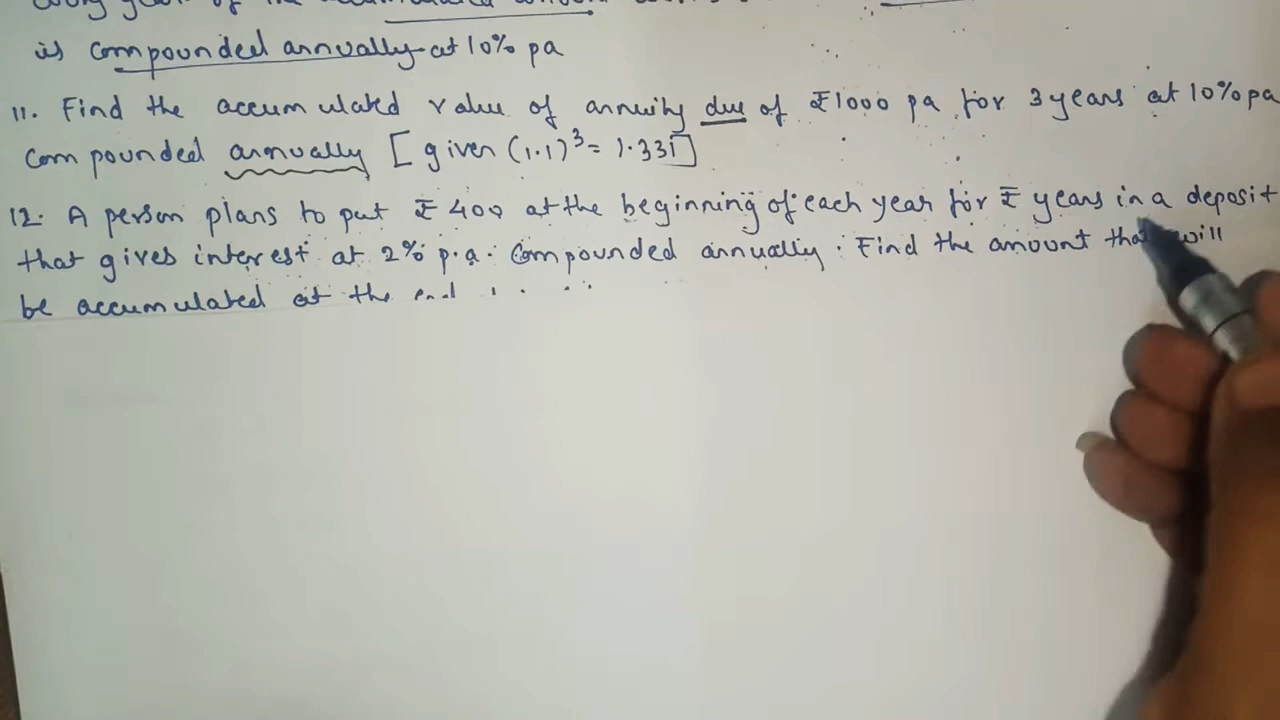 is compounded annually at 10% pa
11. Find the accumulated value of annuity due of ₹1000 pa for 3 years at 10% pa
compounded annually [given (1.1)³ = 1.331]
12. A person plans to put ₹ 400 at the beginning of each year for ₹ years in a deposit
that gives interest at 2% p.a. compounded annually. Find the amount that will
be accumulated at the end